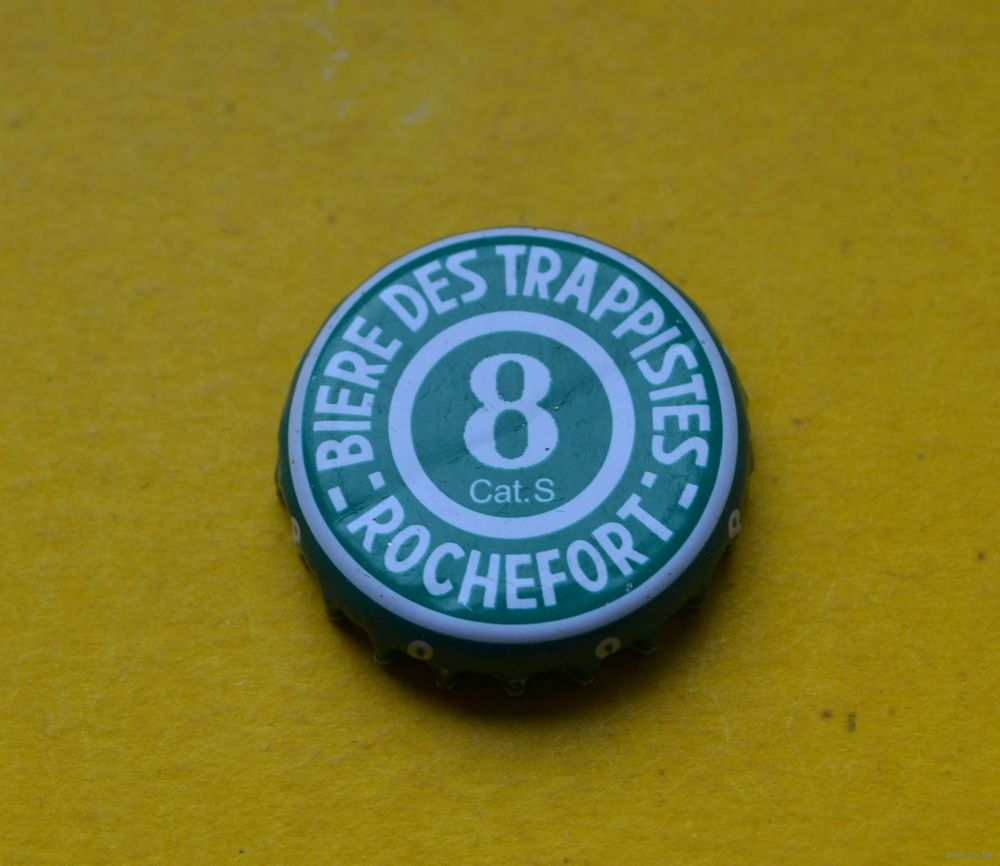 BIERE DES TRAPPISTES
8
Cat. S
- ROCHEFORT -